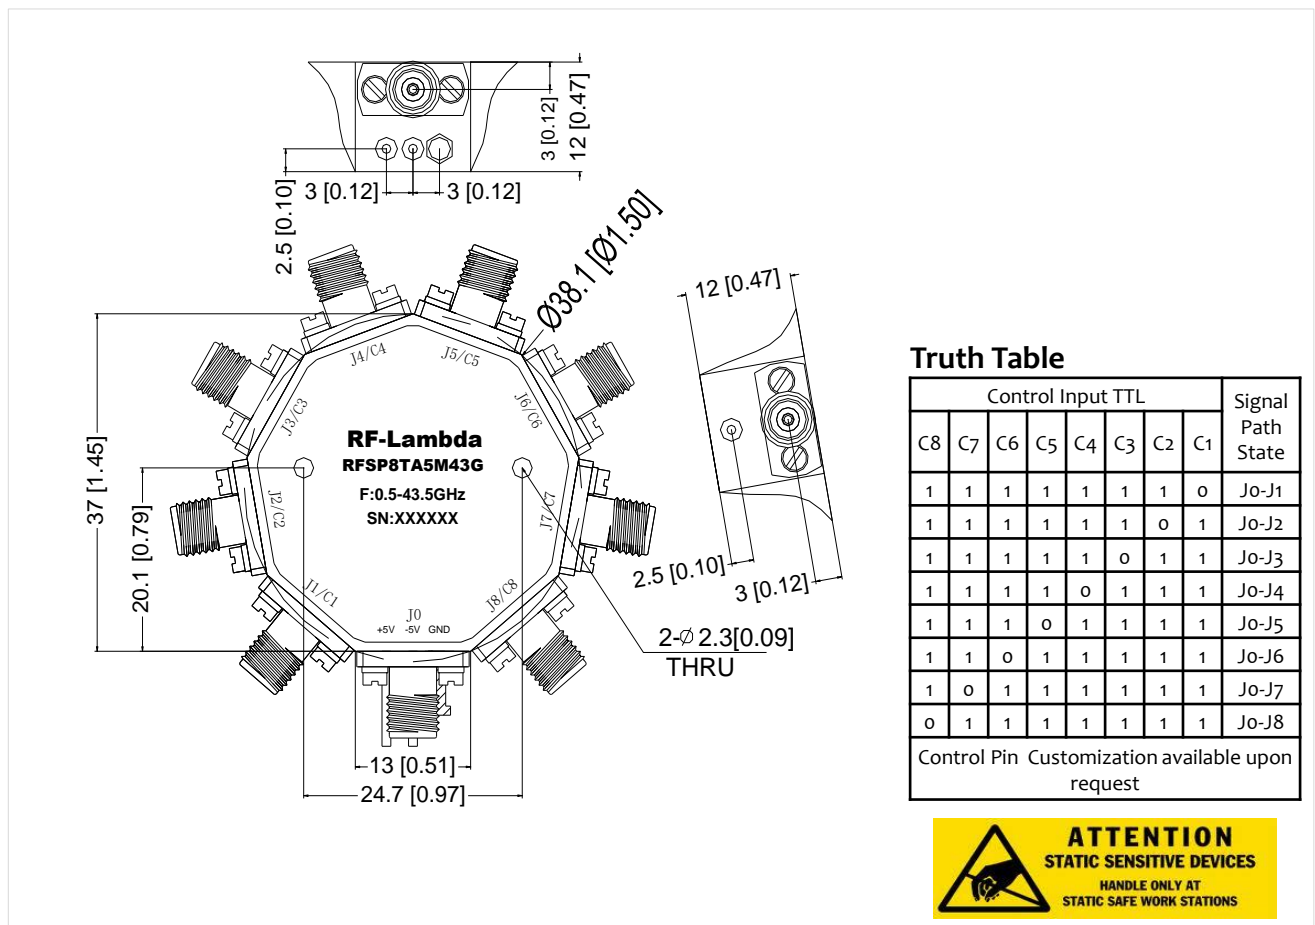 3 [0.12]
12 [0.47]
2.5 [0.10]
3 [0.12]
3 [0.12]
Ø38.1 [Ø1.50]
12 [0.47]
J4/C4
J5/C5
J3/C3
J6/C6
RF-Lambda
RFSP8TA5M43G
F:0.5-43.5GHz
SN:XXXXXX
J2/C2
J7/C7
37 [1.45]
20.1 [0.79]
J1/C1
J8/C8
J0
+5V -5V GND
2.5 [0.10]
3 [0.12]
2-Ø 2.3[0.09]
THRU
13 [0.51]
24.7 [0.97]
Truth Table
Control Input TTL
Signal
Path
State
C8 C7 C6 C5 C4 C3 C2 C1
1 1 1 1 1 1 1 0 J0-J1
1 1 1 1 1 1 0 1 J0-J2
1 1 1 1 1 0 1 1 J0-J3
1 1 1 1 0 1 1 1 J0-J4
1 1 1 0 1 1 1 1 J0-J5
1 1 0 1 1 1 1 1 J0-J6
1 0 1 1 1 1 1 1 J0-J7
0 1 1 1 1 1 1 1 J0-J8
Control Pin Customization available upon
request
ATTENTION
STATIC SENSITIVE DEVICES
HANDLE ONLY AT
STATIC SAFE WORK STATIONS